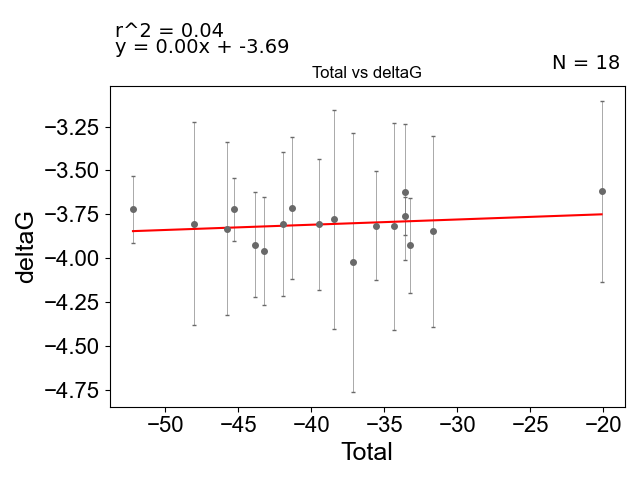 r^2 = 0.04
y = 0.00x + -3.69
N = 18
Total vs deltaG
deltaG
−3.25
−3.50
−3.75
−4.00
−4.25
−4.50
−4.75
−50
−45
−40
−35
−30
−25
−20
Total